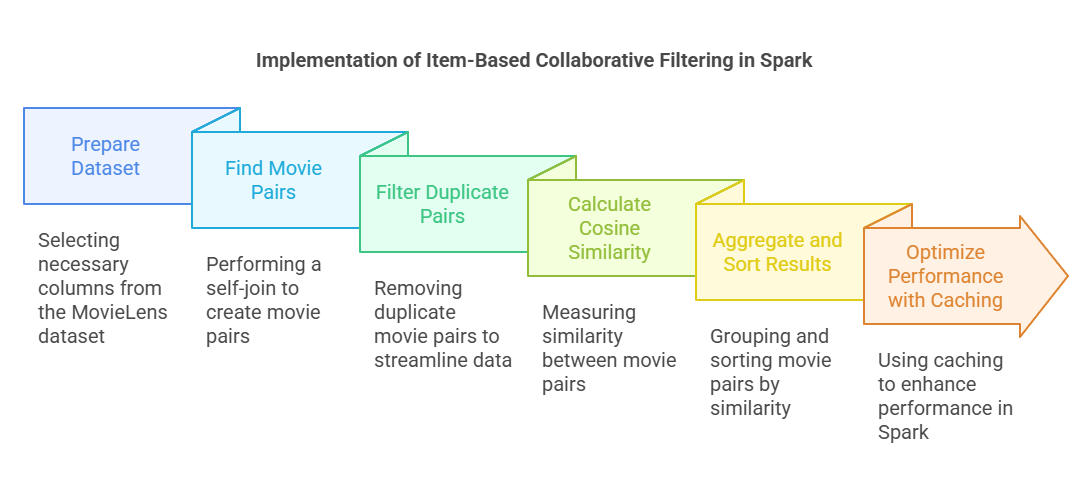 Implementation of Item-Based Collaborative Filtering in Spark
Prepare
Dataset
Selecting
necessary
columns from
the MovieLens
dataset
Find Movie
Pairs
Performing a
self-join to
create movie
pairs
Filter Duplicate
Pairs
Removing
duplicate
movie pairs to
streamline data
Calculate
Cosine
Similarity
Measuring
similarity
between movie
pairs
Aggregate and
Sort Results
Grouping and
sorting movie
pairs by
similarity
Optimize
Performance
with Caching
Using caching
to enhance
performance in
Spark